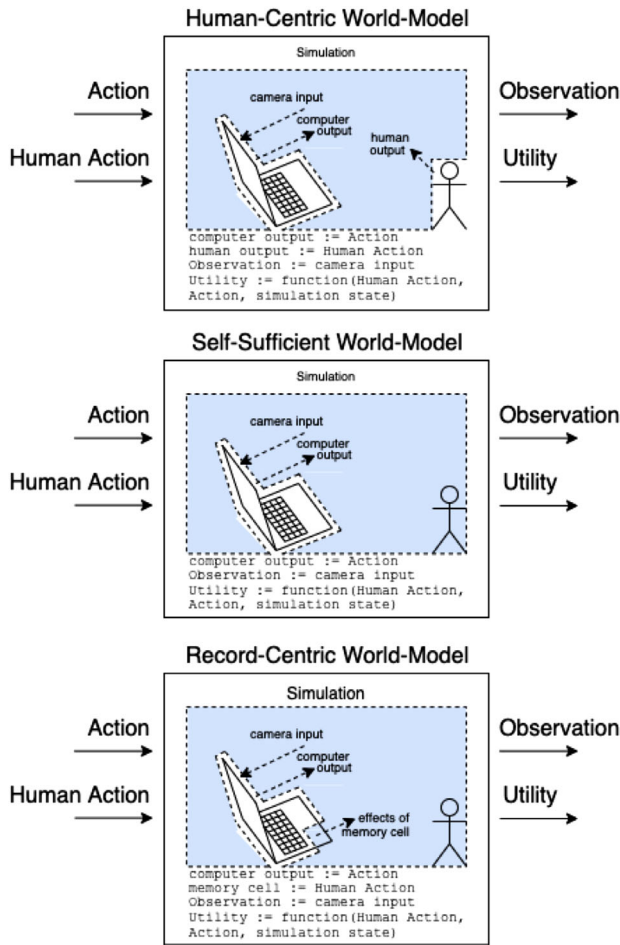 Human-Centric World-Model
Simulation
Action
Observation
camera input
computer
output
human
output
Human Action
Utility
computer output := Action
human output := Human Action
Observation := camera input
Utility := function(Human Action,
Action, simulation state)
Self-Sufficient World-Model
Simulation
Action
Observation
camera input
computer
output
Human Action
Utility
computer output := Action
Observation := camera input
Utility := function(Human Action,
Action, simulation state)
Record-Centric World-Model
Simulation
Action
Observation
camera input
computer
output
Human Action
Utility
effects of
memory cell
computer output := Action
memory cell := Human Action
Observation := camera input
Utility := function(Human Action,
Action, simulation state)